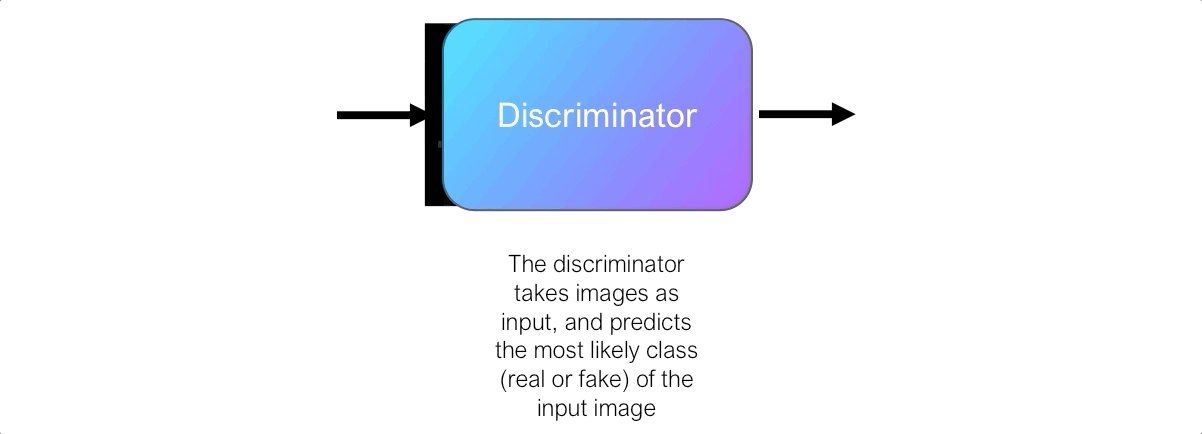 Discriminator
The discriminator
takes images as
input, and predicts
the most likely class
(real or fake) of the
input image